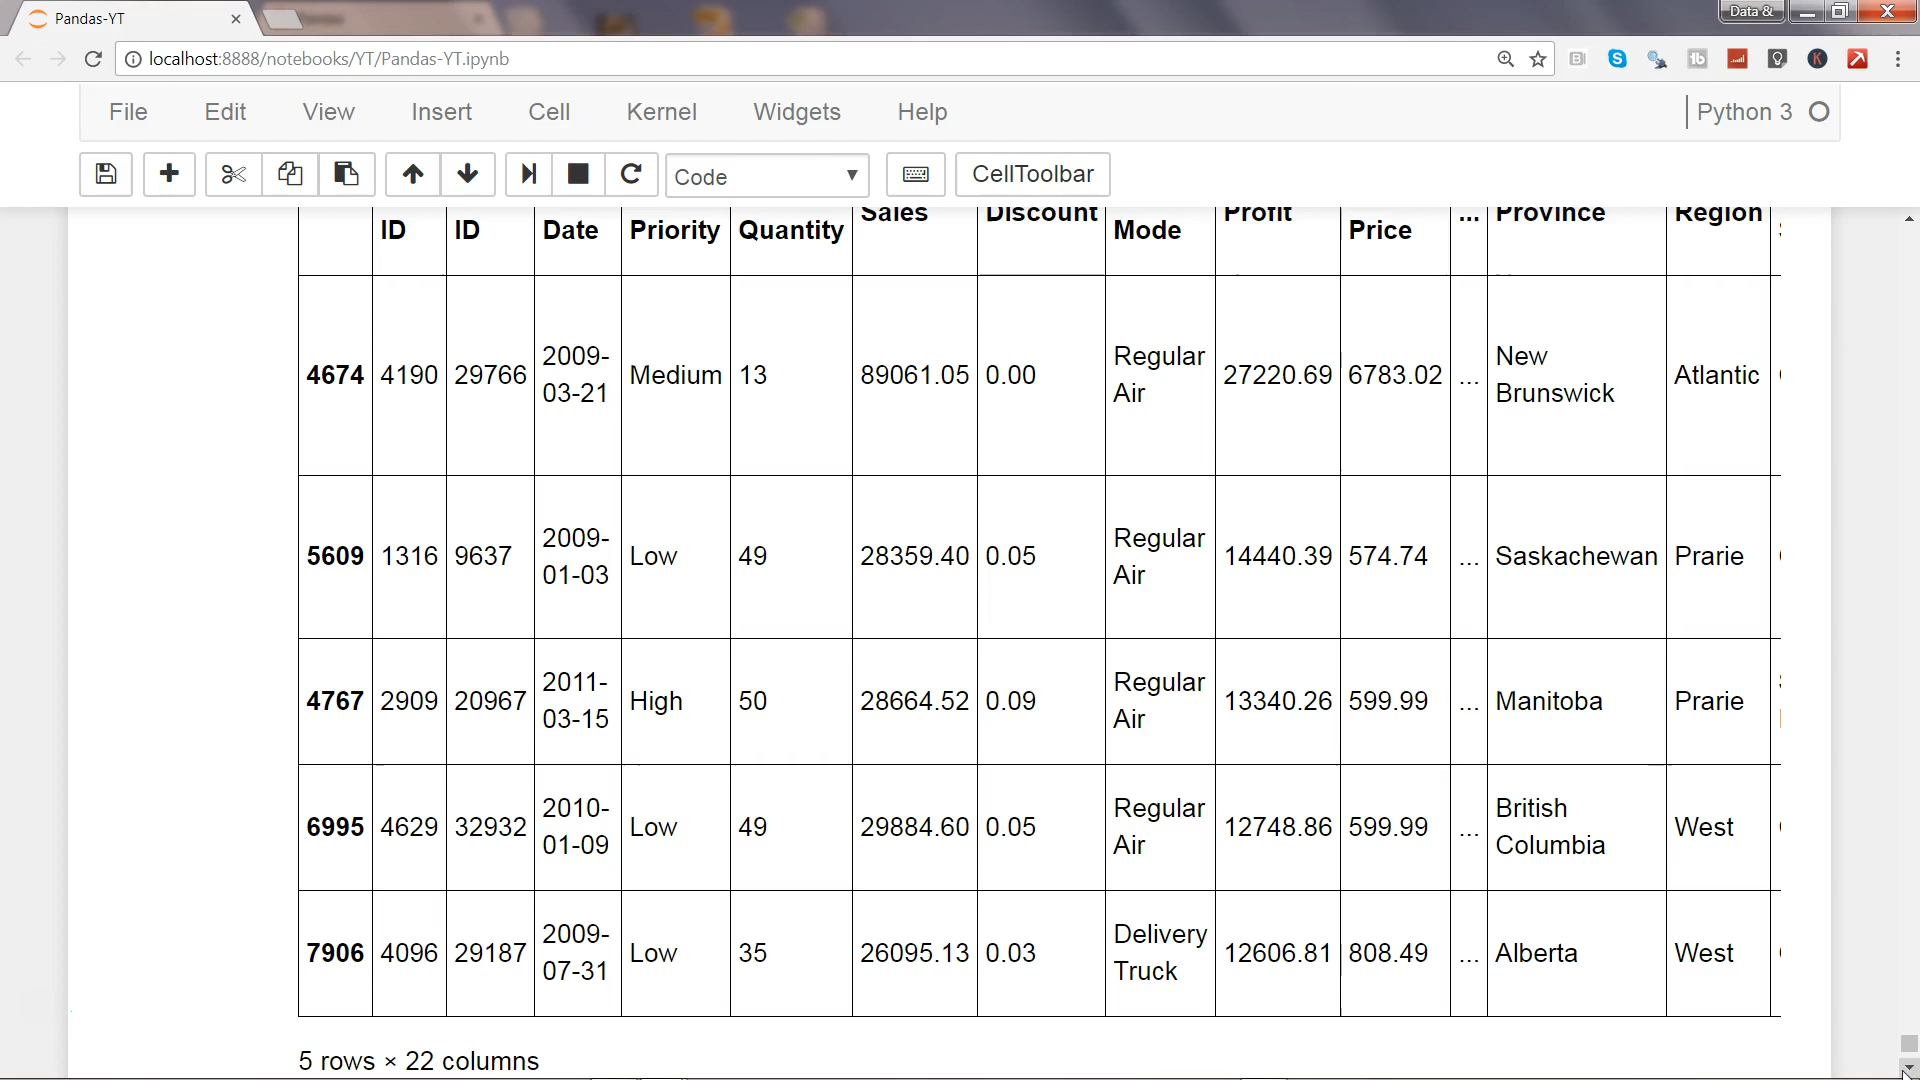 Pandas-YT
Data &
localhost:8888/notebooks/YT/Pandas-YT.ipynb
File Edit View Insert Cell Kernel Widgets Help Python 3
Code CellToolbar
Sales Discount Profit ... Province Region
ID ID Date Priority Quantity Mode Price
4674 4190 29766 2009- Medium 13 89061.05 0.00 Regular 27220.69 6783.02 ... New Atlantic
03-21 Air Brunswick
5609 1316 9637 2009- Low 49 28359.40 0.05 Regular 14440.39 574.74 ... Saskachewan Prarie
01-03 Air
4767 2909 20967 2011- High 50 28664.52 0.09 Regular 13340.26 599.99 ... Manitoba Prarie
03-15 Air
6995 4629 32932 2010- Low 49 29884.60 0.05 Regular 12748.86 599.99 ... British West
01-09 Air Columbia
7906 4096 29187 2009- Low 35 26095.13 0.03 Delivery 12606.81 808.49 ... Alberta West
07-31 Truck
5 rows × 22 columns